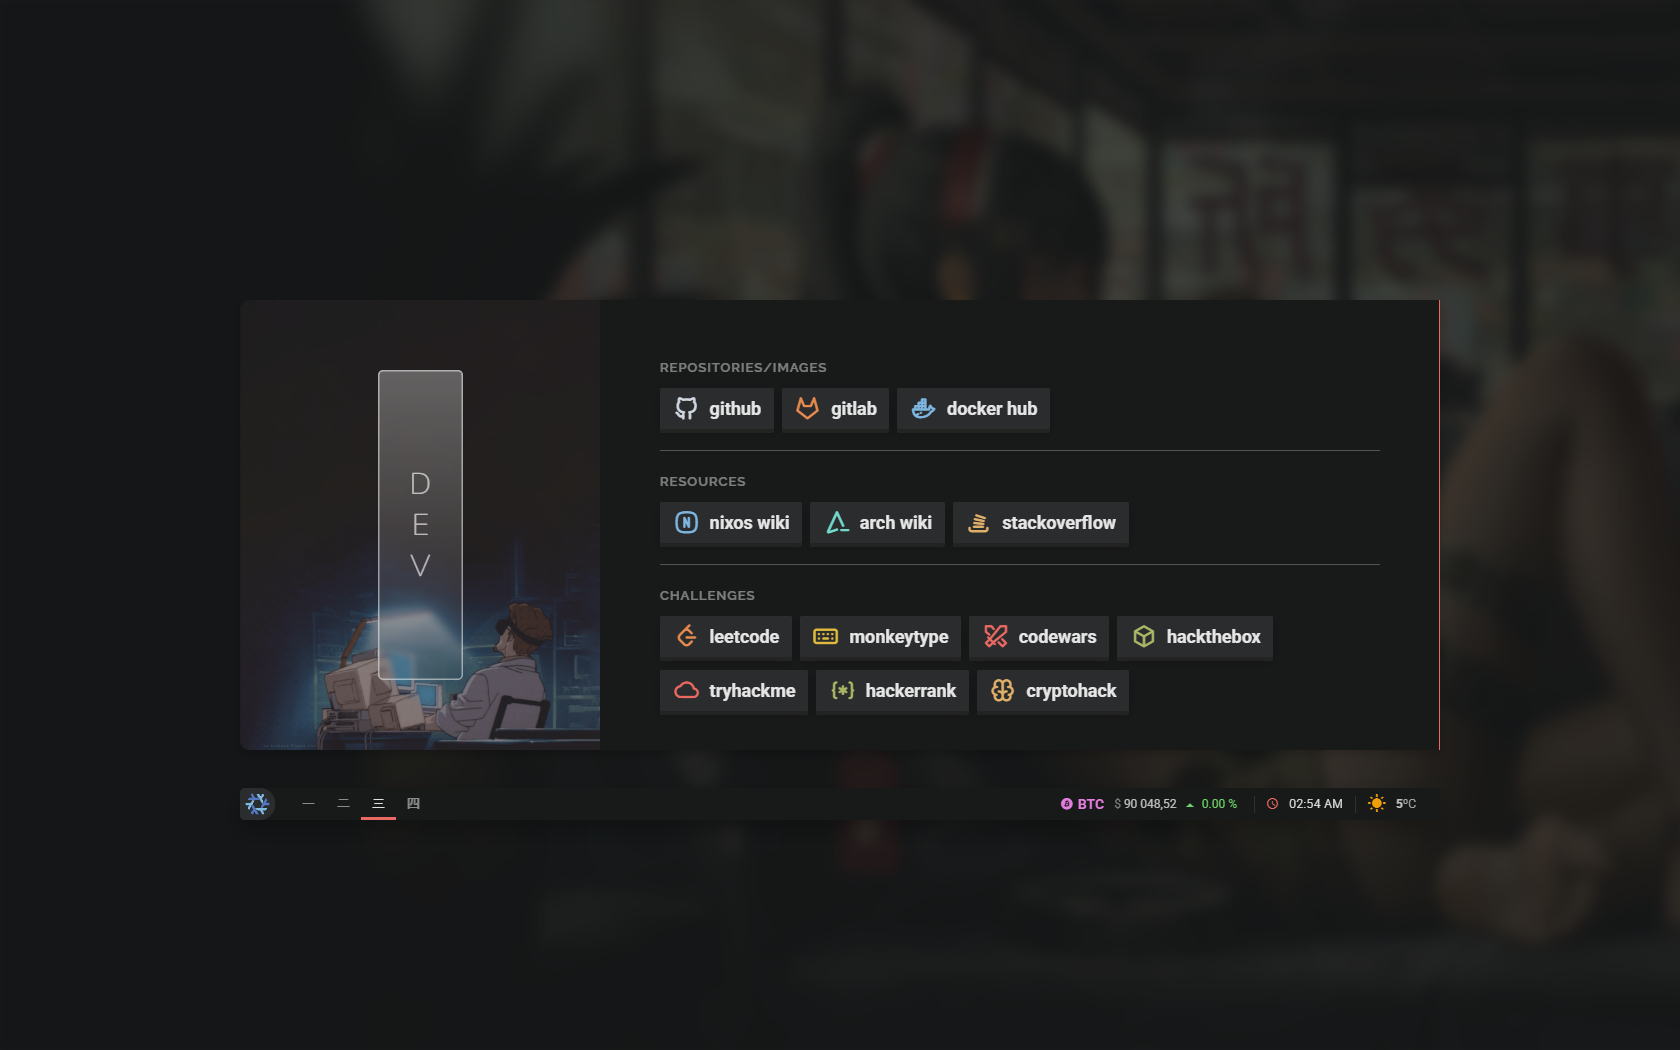 REPOSITORIES/IMAGES
github gitlab docker hub
D
E
V
RESOURCES
nixos wiki arch wiki stackoverflow
CHALLENGES
leetcode monkeytype codewars hackthebox
tryhackme hackerrank cryptohack
一 二 三 四 BTC $ 90 048,52 0.00 % 02:54 AM 5ºC